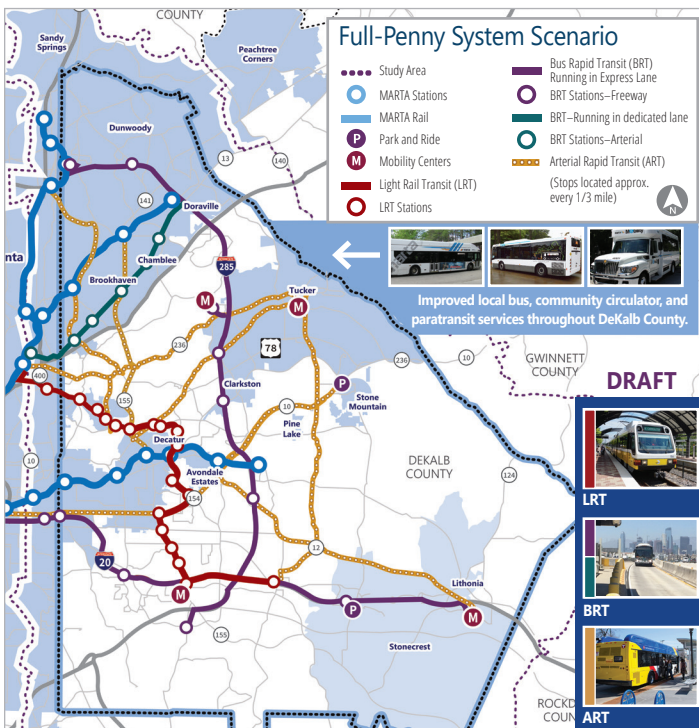 COUNTY
Sandy
Springs
Peachtree
Corners
Full-Penny System Scenario
Study Area
MARTA Stations
MARTA Rail
P
Park and Ride
M
Mobility Centers
Light Rail Transit (LRT)
LRT Stations
Bus Rapid Transit (BRT)
Running in Express Lane
BRT Stations–Freeway
BRT–Running in dedicated lane
BRT Stations–Arterial
Arterial Rapid Transit (ART)
(Stops located approx.
every 1/3 mile)
N
Dunwoody
13
140
141
Doraville
nta
Chamblee
285
Brookhaven
Improved local bus, community circulator, and
paratransit services throughout DeKalb County.
M
Tucker
M
236
78
236
10
GWINNETT
COUNTY
400
155
Clarkston
P
DRAFT
10
Stone
Mountain
Pine
Lake
Decatur
10
Avondale
Estates
DEKALB
COUNTY
124
154
LRT
12
20
Lithonia
M
P
M
BRT
155
Stonecrest
ROCKD
COUN
ART